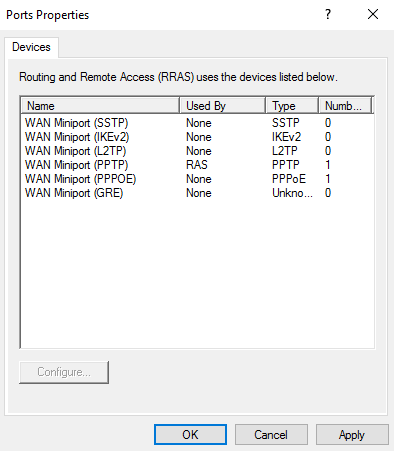 Ports Properties
Devices
Routing and Remote Access (RRAS) uses the devices listed below.
Name Used By Type Numb...
WAN Miniport (SSTP) None SSTP 0
WAN Miniport (IKEv2) None IKEv2 0
WAN Miniport (L2TP) None L2TP 0
WAN Miniport (PPTP) RAS PPTP 1
WAN Miniport (PPPOE) None PPPoE 1
WAN Miniport (GRE) None Unkno... 0
Configure...
OK Cancel Apply